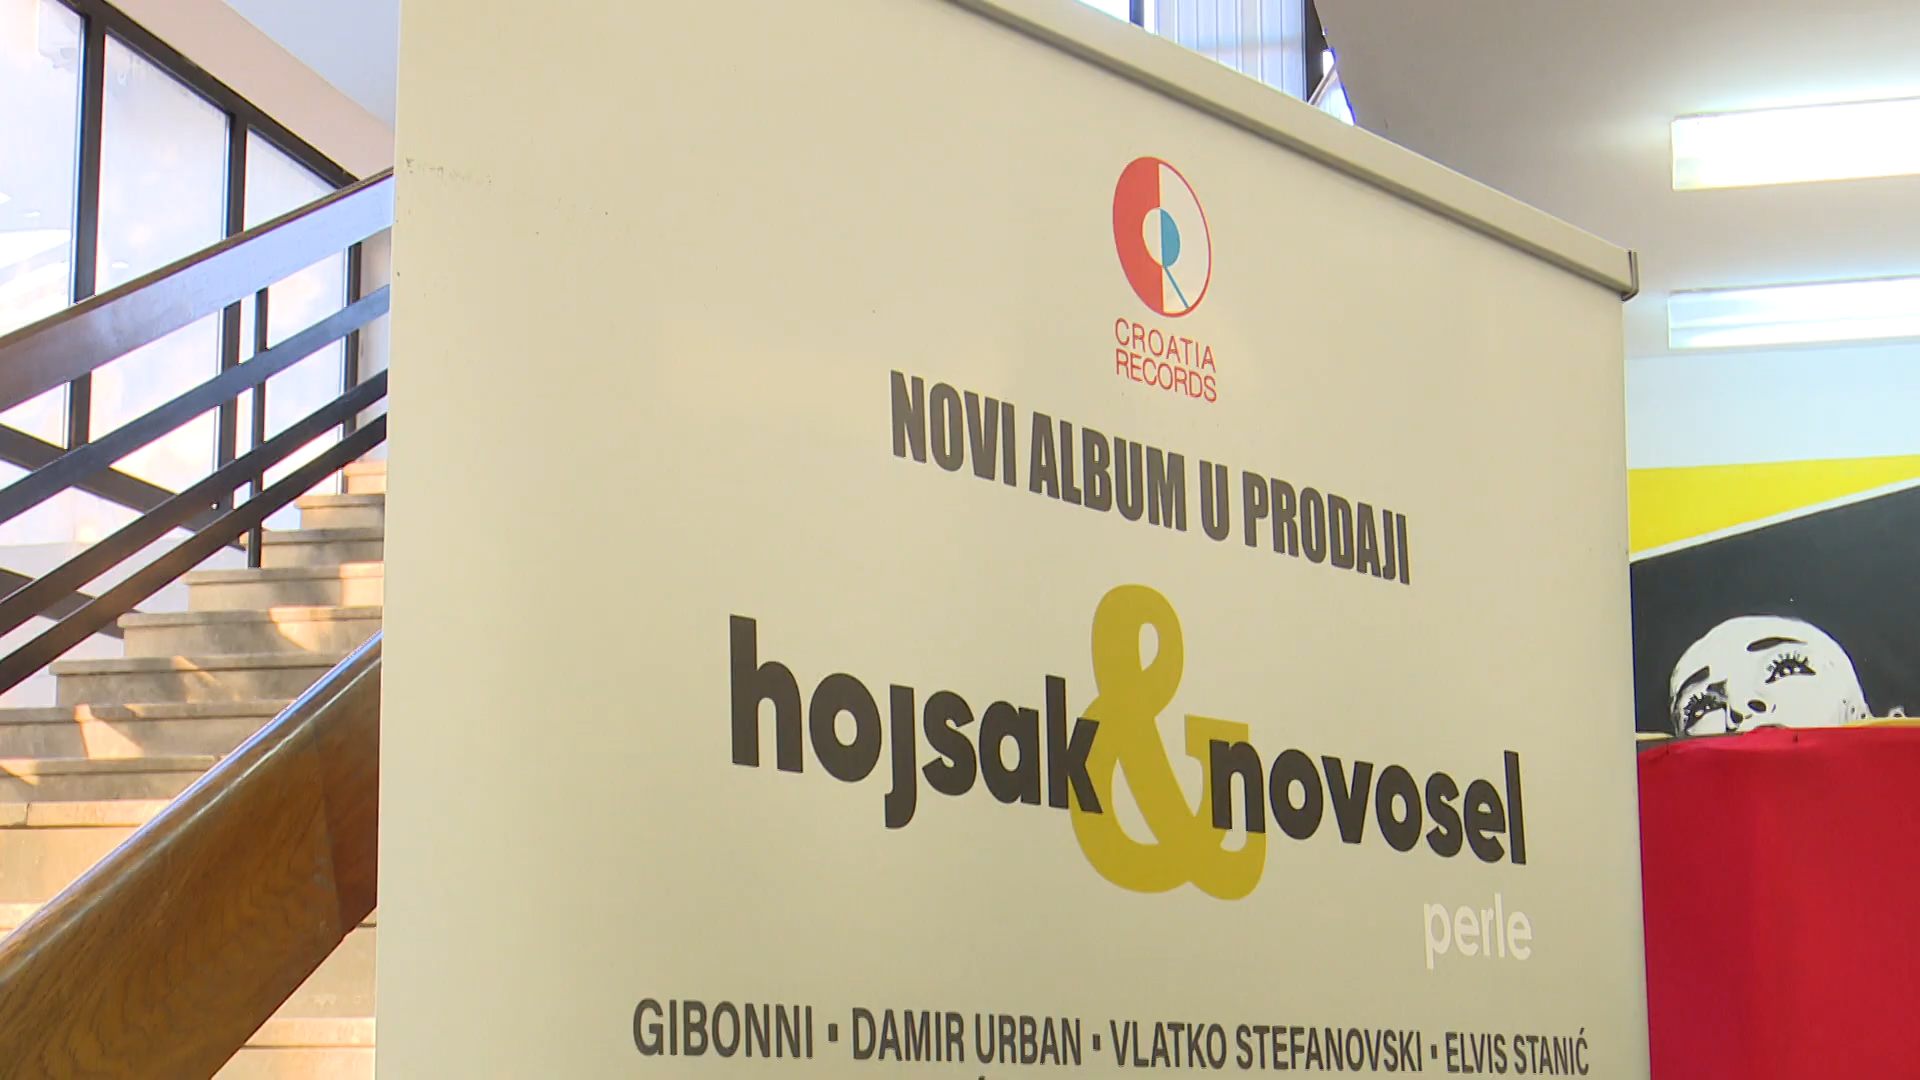 CROATIA
RECORDS
NOVI ALBUM U PRODAJI
hojsak&novosel
perle
GIBONNI · DAMIR URBAN · VLATKO STEFANOVSKI · ELVIS STANIĆ